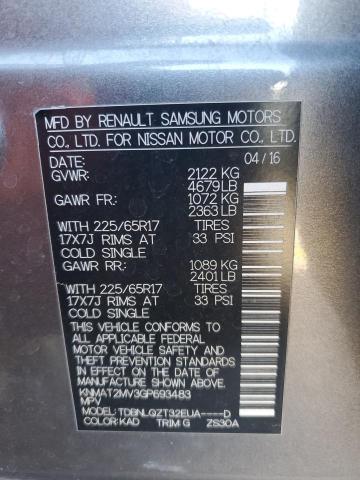 MFD BY RENAULT SAMSUNG MOTORS
CO., LTD. FOR NISSAN MOTOR CO., LTD.
DATE: 04/16
GVWR: 2122 KG
4679LB
GAWR FR: 1072 KG
2363 LB
WITH 225/65R17 TIRES
17X7J RIMS AT 33 PSI
COLD SINGLE
GAWR RR: 1089 KG
2401 LB
WITH 225/65R17 TIRES
17X7J RIMS AT 33 PSI
COLD SINGLE
THIS VEHICLE CONFORMS TO
ALL APPLICABLE FEDERAL
MOTOR VEHICLE SAFETY AND
THEFT PREVENTION STANDARDS
IN EFFECT ON THE DATE OF
MANUFACTURE SHOWN ABOVE.
KNMAT2MV3GP693483
MPV
MODEL: TDBNLQZT32EUA----D
COLOR: KAD TRIM G ZS30A